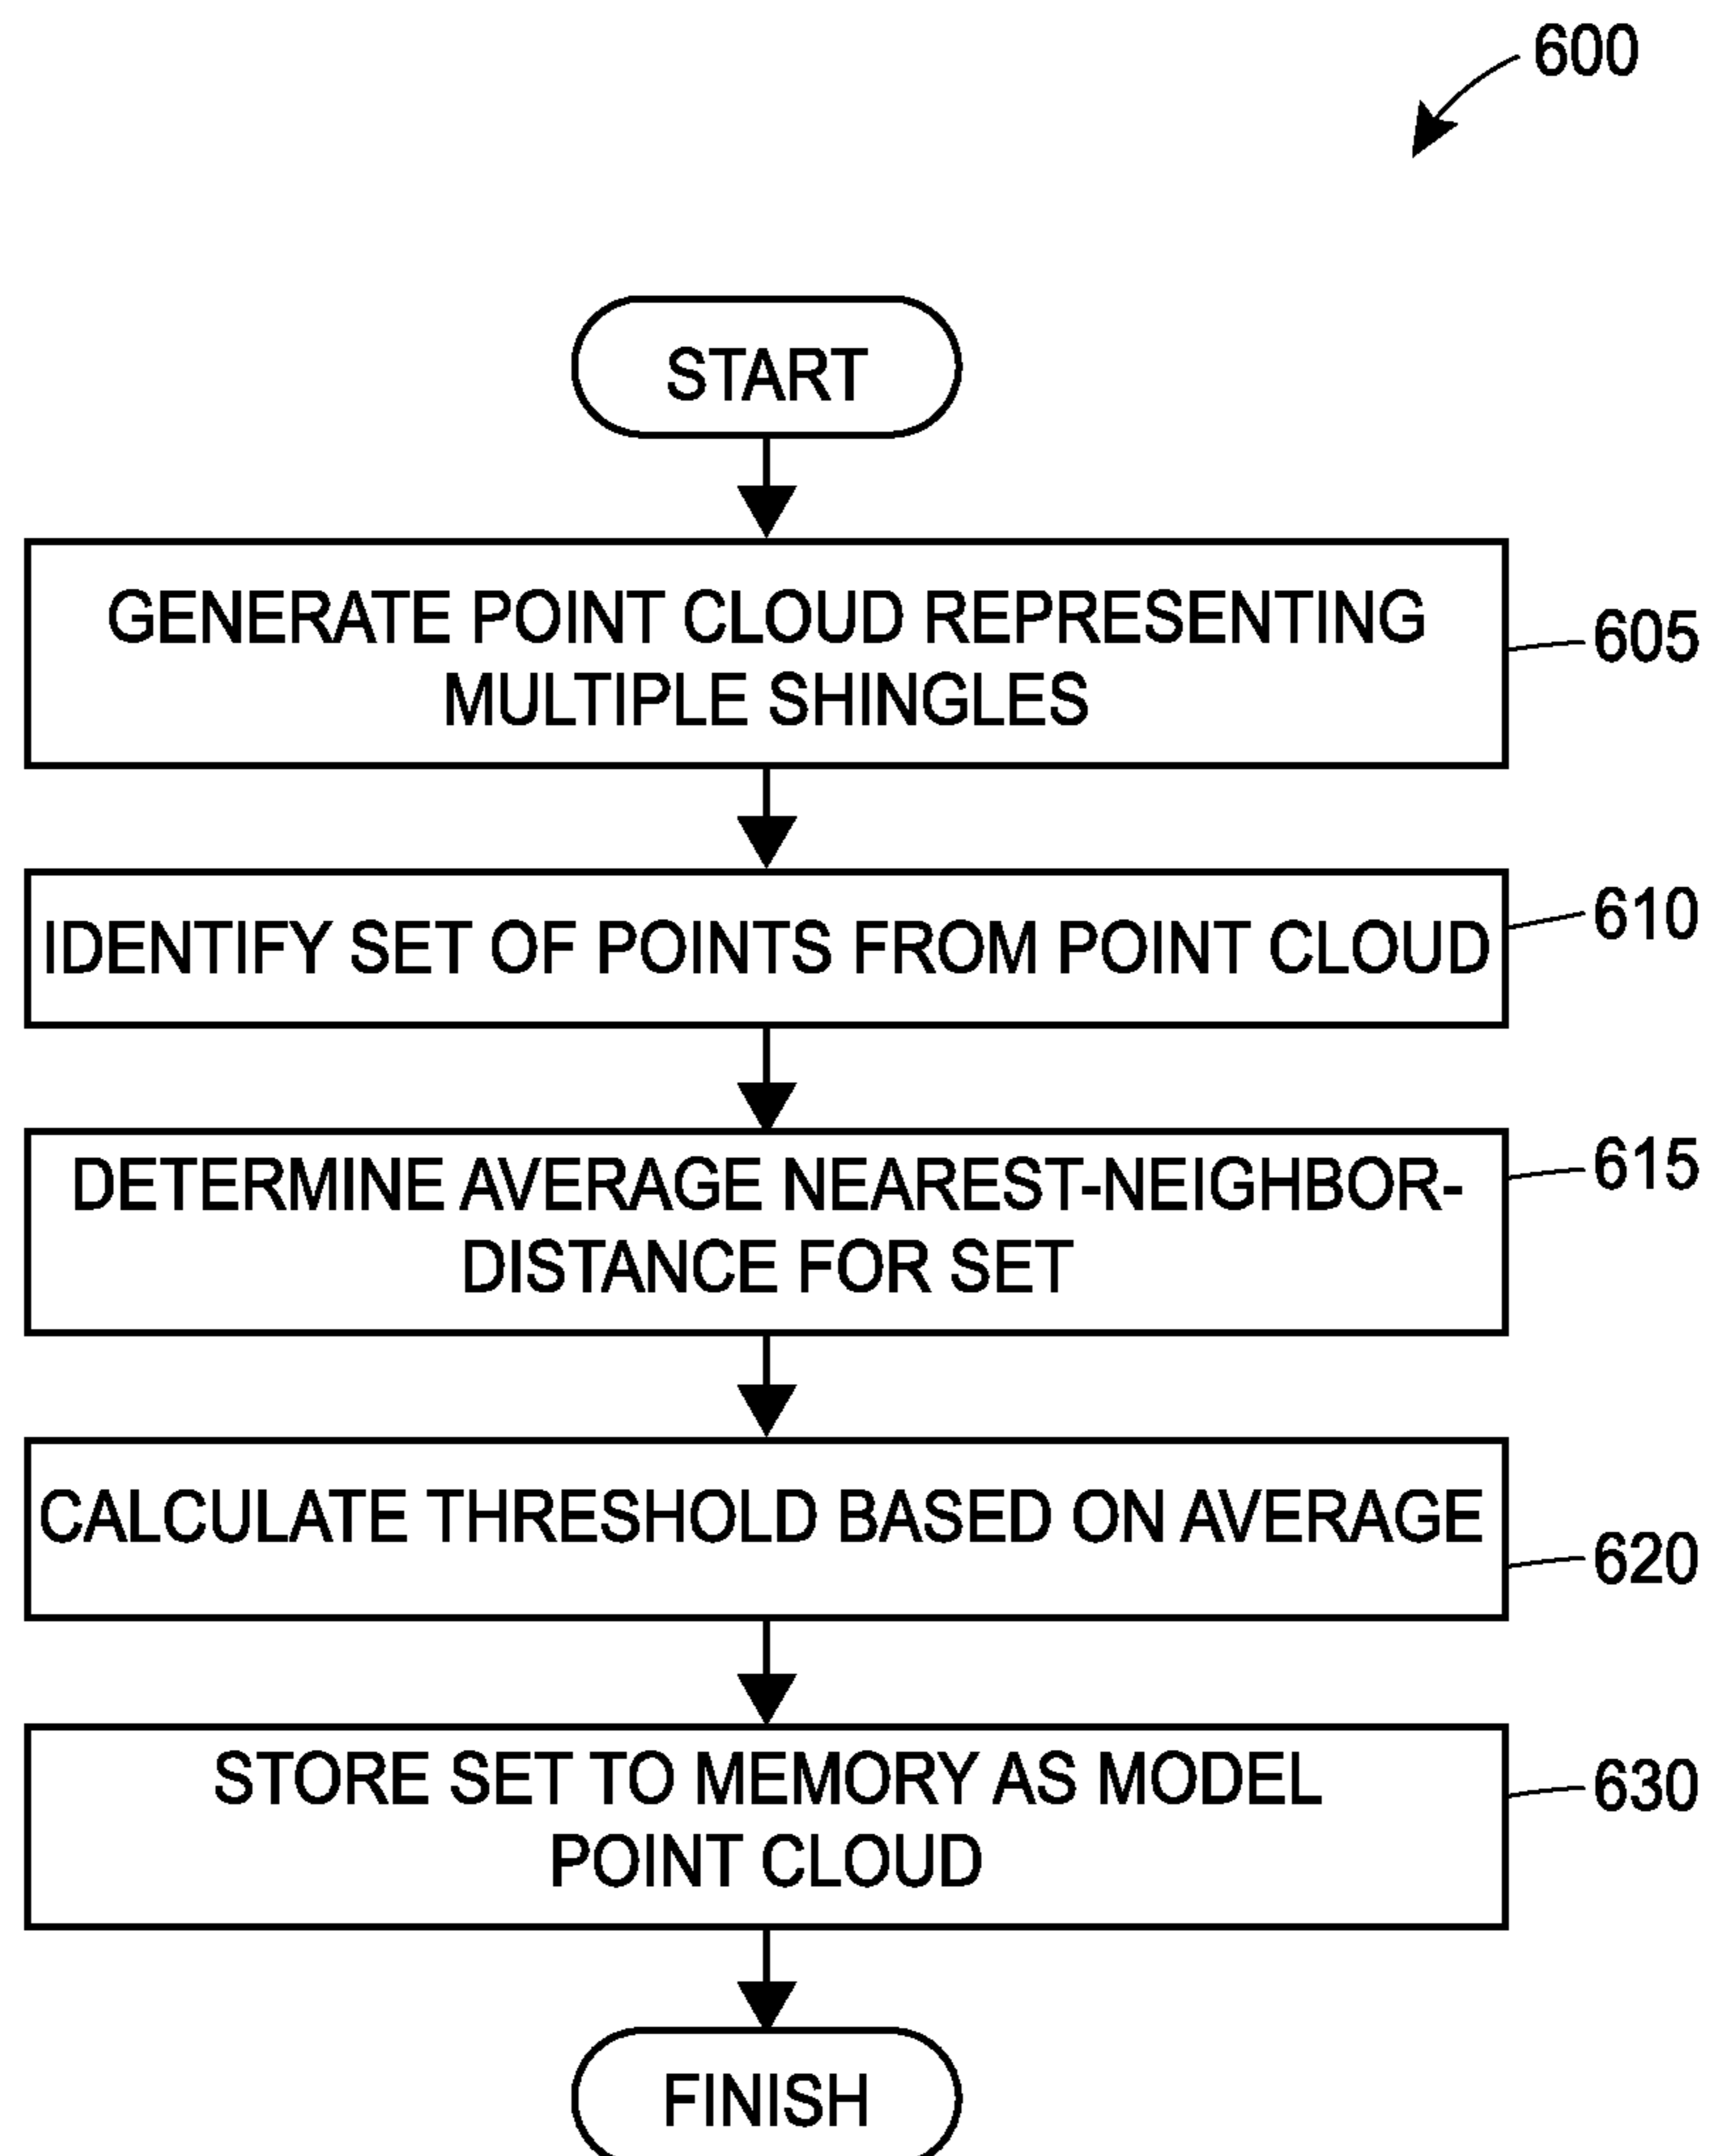 600
START
GENERATE POINT CLOUD REPRESENTING
MULTIPLE SHINGLES
605
IDENTIFY SET OF POINTS FROM POINT CLOUD
610
DETERMINE AVERAGE NEAREST-NEIGHBOR-
DISTANCE FOR SET
615
CALCULATE THRESHOLD BASED ON AVERAGE
620
STORE SET TO MEMORY AS MODEL
POINT CLOUD
630
FINISH